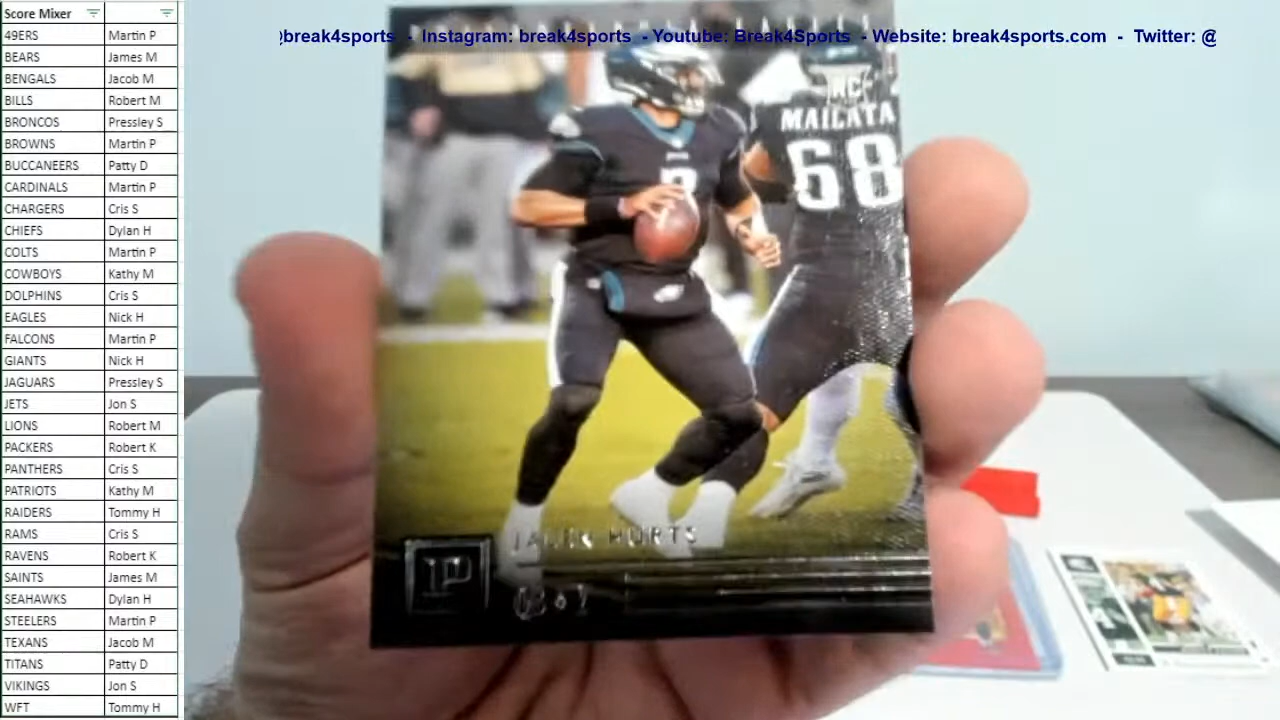 Score Mixer
49ERS Martin P
BEARS James M
BENGALS Jacob M
BILLS Robert M
BRONCOS Pressley S
BROWNS Martin P
BUCCANEERS Patty D
CARDINALS Martin P
CHARGERS Cris S
CHIEFS Dylan H
COLTS Martin P
COWBOYS Kathy M
DOLPHINS Cris S
EAGLES Nick H
FALCONS Martin P
GIANTS Nick H
JAGUARS Pressley S
JETS Jon S
LIONS Robert M
PACKERS Robert K
PANTHERS Cris S
PATRIOTS Kathy M
RAIDERS Tommy H
RAMS Cris S
RAVENS Robert K
SAINTS James M
SEAHAWKS Dylan H
STEELERS Martin P
TEXANS Jacob M
TITANS Patty D
VIKINGS Jon S
WFT Tommy H
break4sports - Instagram: break4sports - Youtube: Break4Sports - Website: break4sports.com - Twitter: @
RC
MAILATA
68
JALEN HURTS